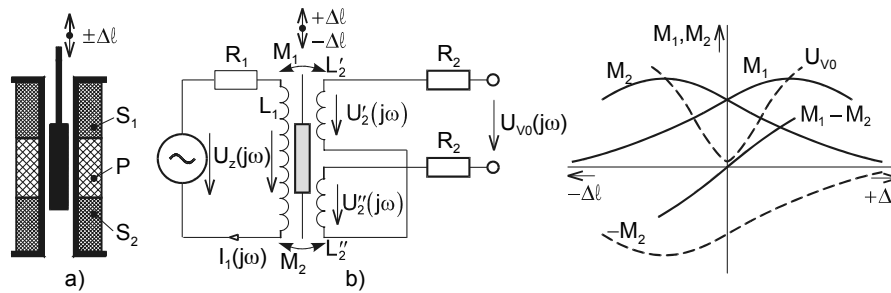 ±Δℓ
S₁
P
S₂
a)
+Δℓ
−Δℓ
R₁
M₁
L₂′
L₁
U₂′(jω)
U_z(jω)
U₂″(jω)
I₁(jω)
M₂
L₂″
b)
R₂
R₂
U_V0(jω)
M₁,M₂
M₂
M₁
U_V0
M₁−M₂
−Δℓ
+Δ
−M₂